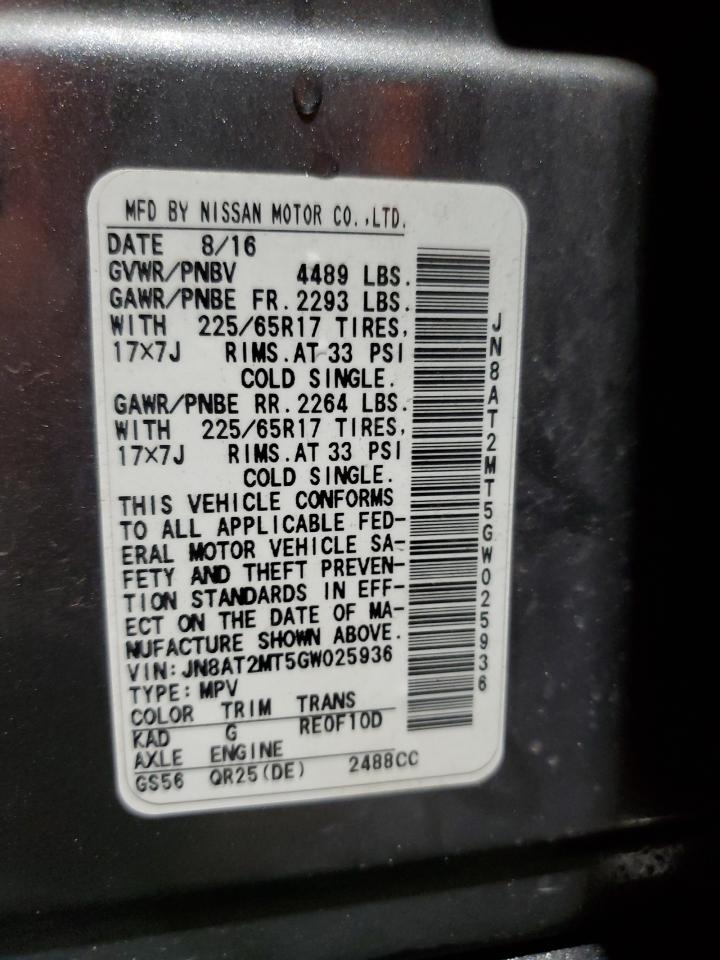 MFD BY NISSAN MOTOR CO.,LTD.
DATE 8/16
GVWR/PNBV 4489 LBS.
GAWR/PNBE FR. 2293 LBS.
WITH 225/65R17 TIRES,
17×7J RIMS.AT 33 PSI
COLD SINGLE.
GAWR/PNBE RR. 2264 LBS.
WITH 225/65R17 TIRES,
17×7J RIMS.AT 33 PSI
COLD SINGLE.
THIS VEHICLE CONFORMS
TO ALL APPLICABLE FED-
ERAL MOTOR VEHICLE SA-
FETY AND THEFT PREVEN-
TION STANDARDS IN EFF-
ECT ON THE DATE OF MA-
NUFACTURE SHOWN ABOVE.
VIN:JN8AT2MT5GW025936
TYPE:MPV
COLOR TRIM TRANS
KAD G RE0F10D
AXLE ENGINE
GS56 QR25(DE) 2488CC
JN8AT2MT5GW025936